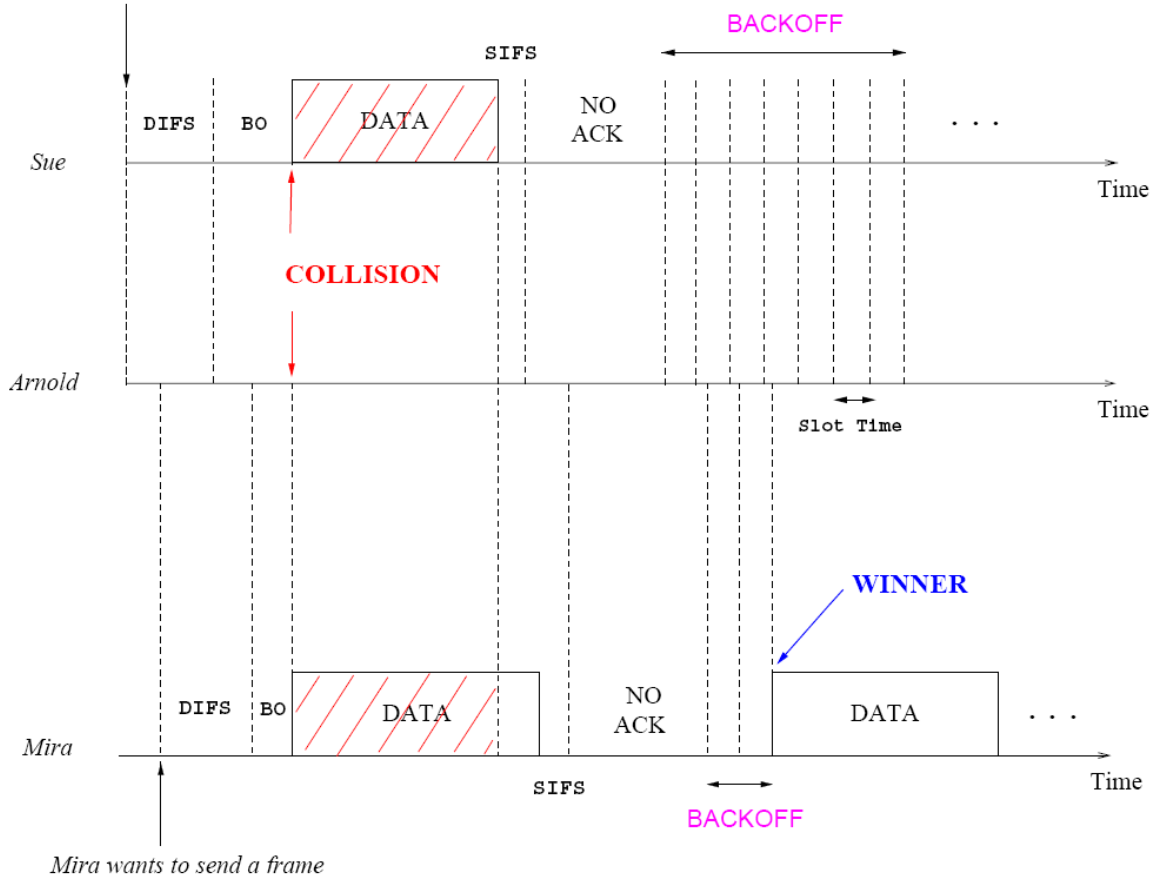 BACKOFF
SIFS
DIFS BO DATA NO
ACK . . .
Sue
Time
COLLISION
Arnold
Time
Slot Time
WINNER
DIFS BO DATA NO
ACK DATA . . .
Mira
SIFS Time
BACKOFF
Mira wants to send a frame